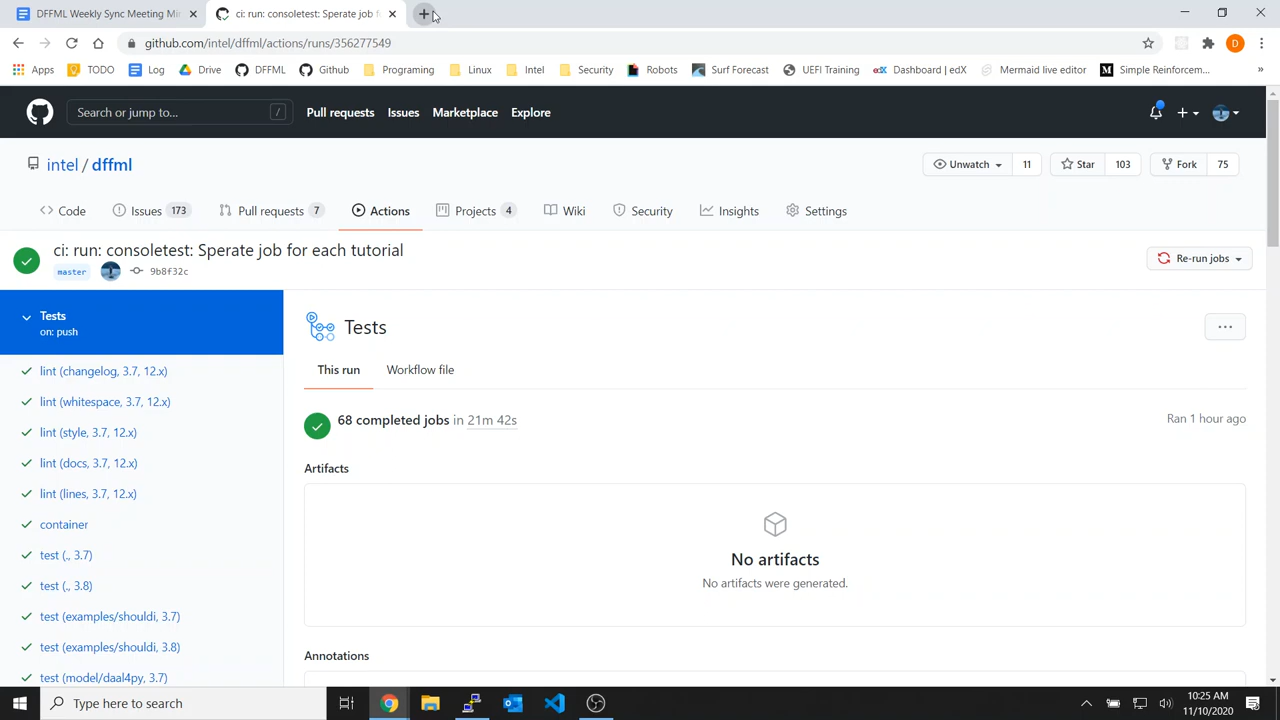 DFFML Weekly Sync Meeting Mi
ci: run: consoletest: Sperate job f
github.com/intel/dffml/actions/runs/356277549
Apps TODO Log Drive DFFML Github Programing Linux Intel Security Robots Surf Forecast UEFI Training Dashboard | edX Mermaid live editor Simple Reinforcem... »
D
Search or jump to... / Pull requests Issues Marketplace Explore
intel / dffml
Unwatch 11 Star 103 Fork 75
Code Issues 173 Pull requests 7 Actions Projects 4 Wiki Security Insights Settings
ci: run: consoletest: Sperate job for each tutorial
master 9b8f32c
Re-run jobs
Tests
on: push
lint (changelog, 3.7, 12.x)
lint (whitespace, 3.7, 12.x)
lint (style, 3.7, 12.x)
lint (docs, 3.7, 12.x)
lint (lines, 3.7, 12.x)
container
test (., 3.7)
test (., 3.8)
test (examples/shouldi, 3.7)
test (examples/shouldi, 3.8)
test (model/daal4py, 3.7)
Tests
This run Workflow file
68 completed jobs in 21m 42s
Ran 1 hour ago
Artifacts
No artifacts
No artifacts were generated.
Annotations
Type here to search
10:25 AM
11/10/2020